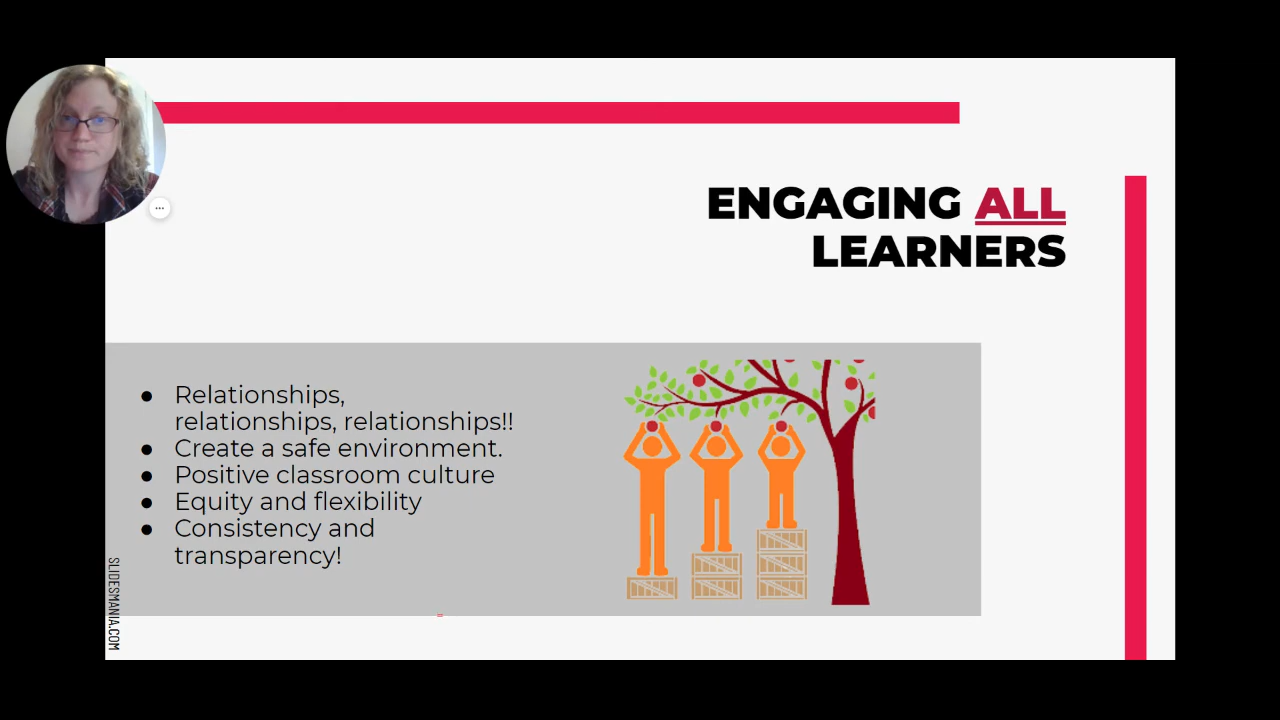 ENGAGING ALL
LEARNERS
● Relationships,
relationships, relationships!!
● Create a safe environment.
● Positive classroom culture
● Equity and flexibility
● Consistency and
transparency!
SLIDESMANIA.COM